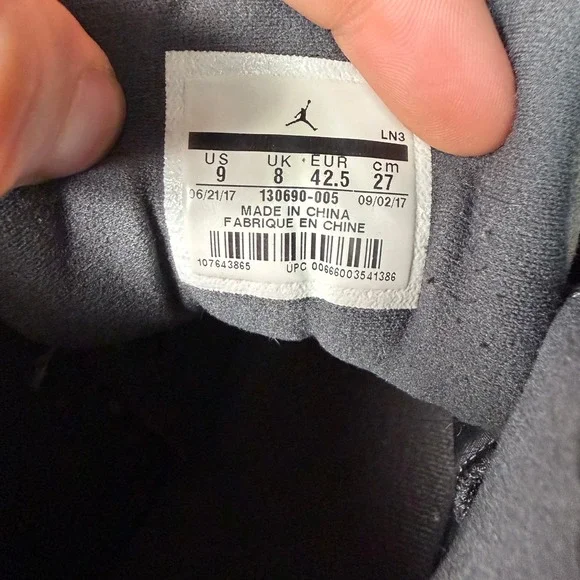 LN3
US UK EUR cm
9 8 42.5 27
06/21/17 130690-005 09/02/17
MADE IN CHINA
FABRIQUE EN CHINE
107643865 UPC 00666003541386